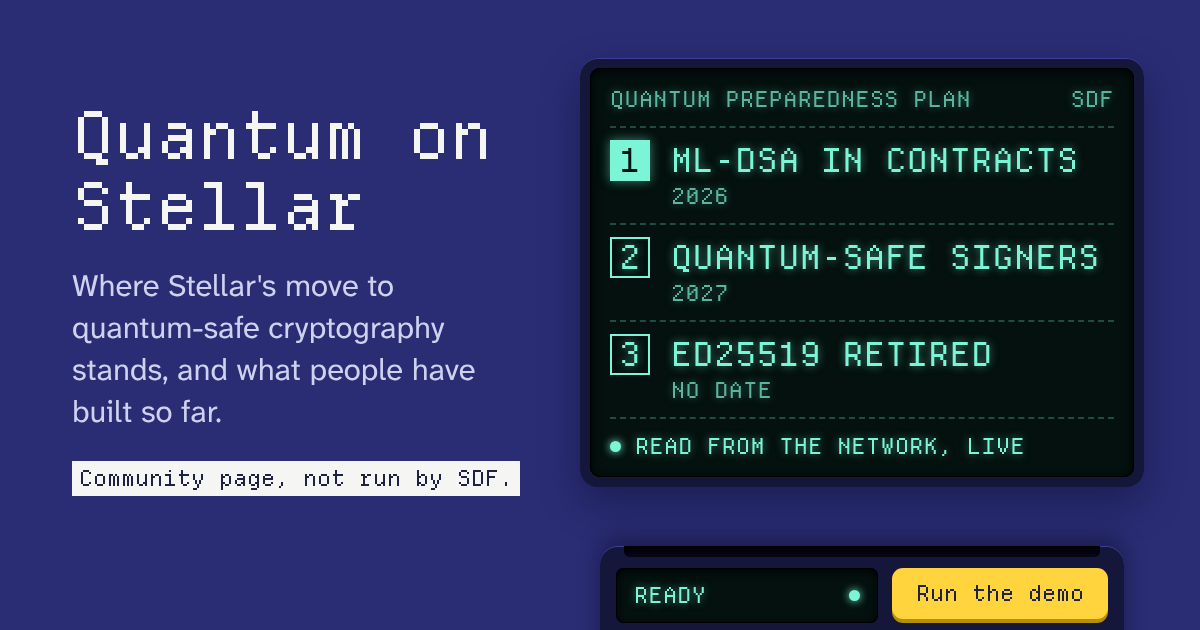 Quantum on
Stellar
Where Stellar's move to
quantum-safe cryptography
stands, and what people have
built so far.
Community page, not run by SDF.
QUANTUM PREPAREDNESS PLAN SDF
1 ML-DSA IN CONTRACTS
2026
2 QUANTUM-SAFE SIGNERS
2027
3 ED25519 RETIRED
NO DATE
READ FROM THE NETWORK, LIVE
READY
Run the demo